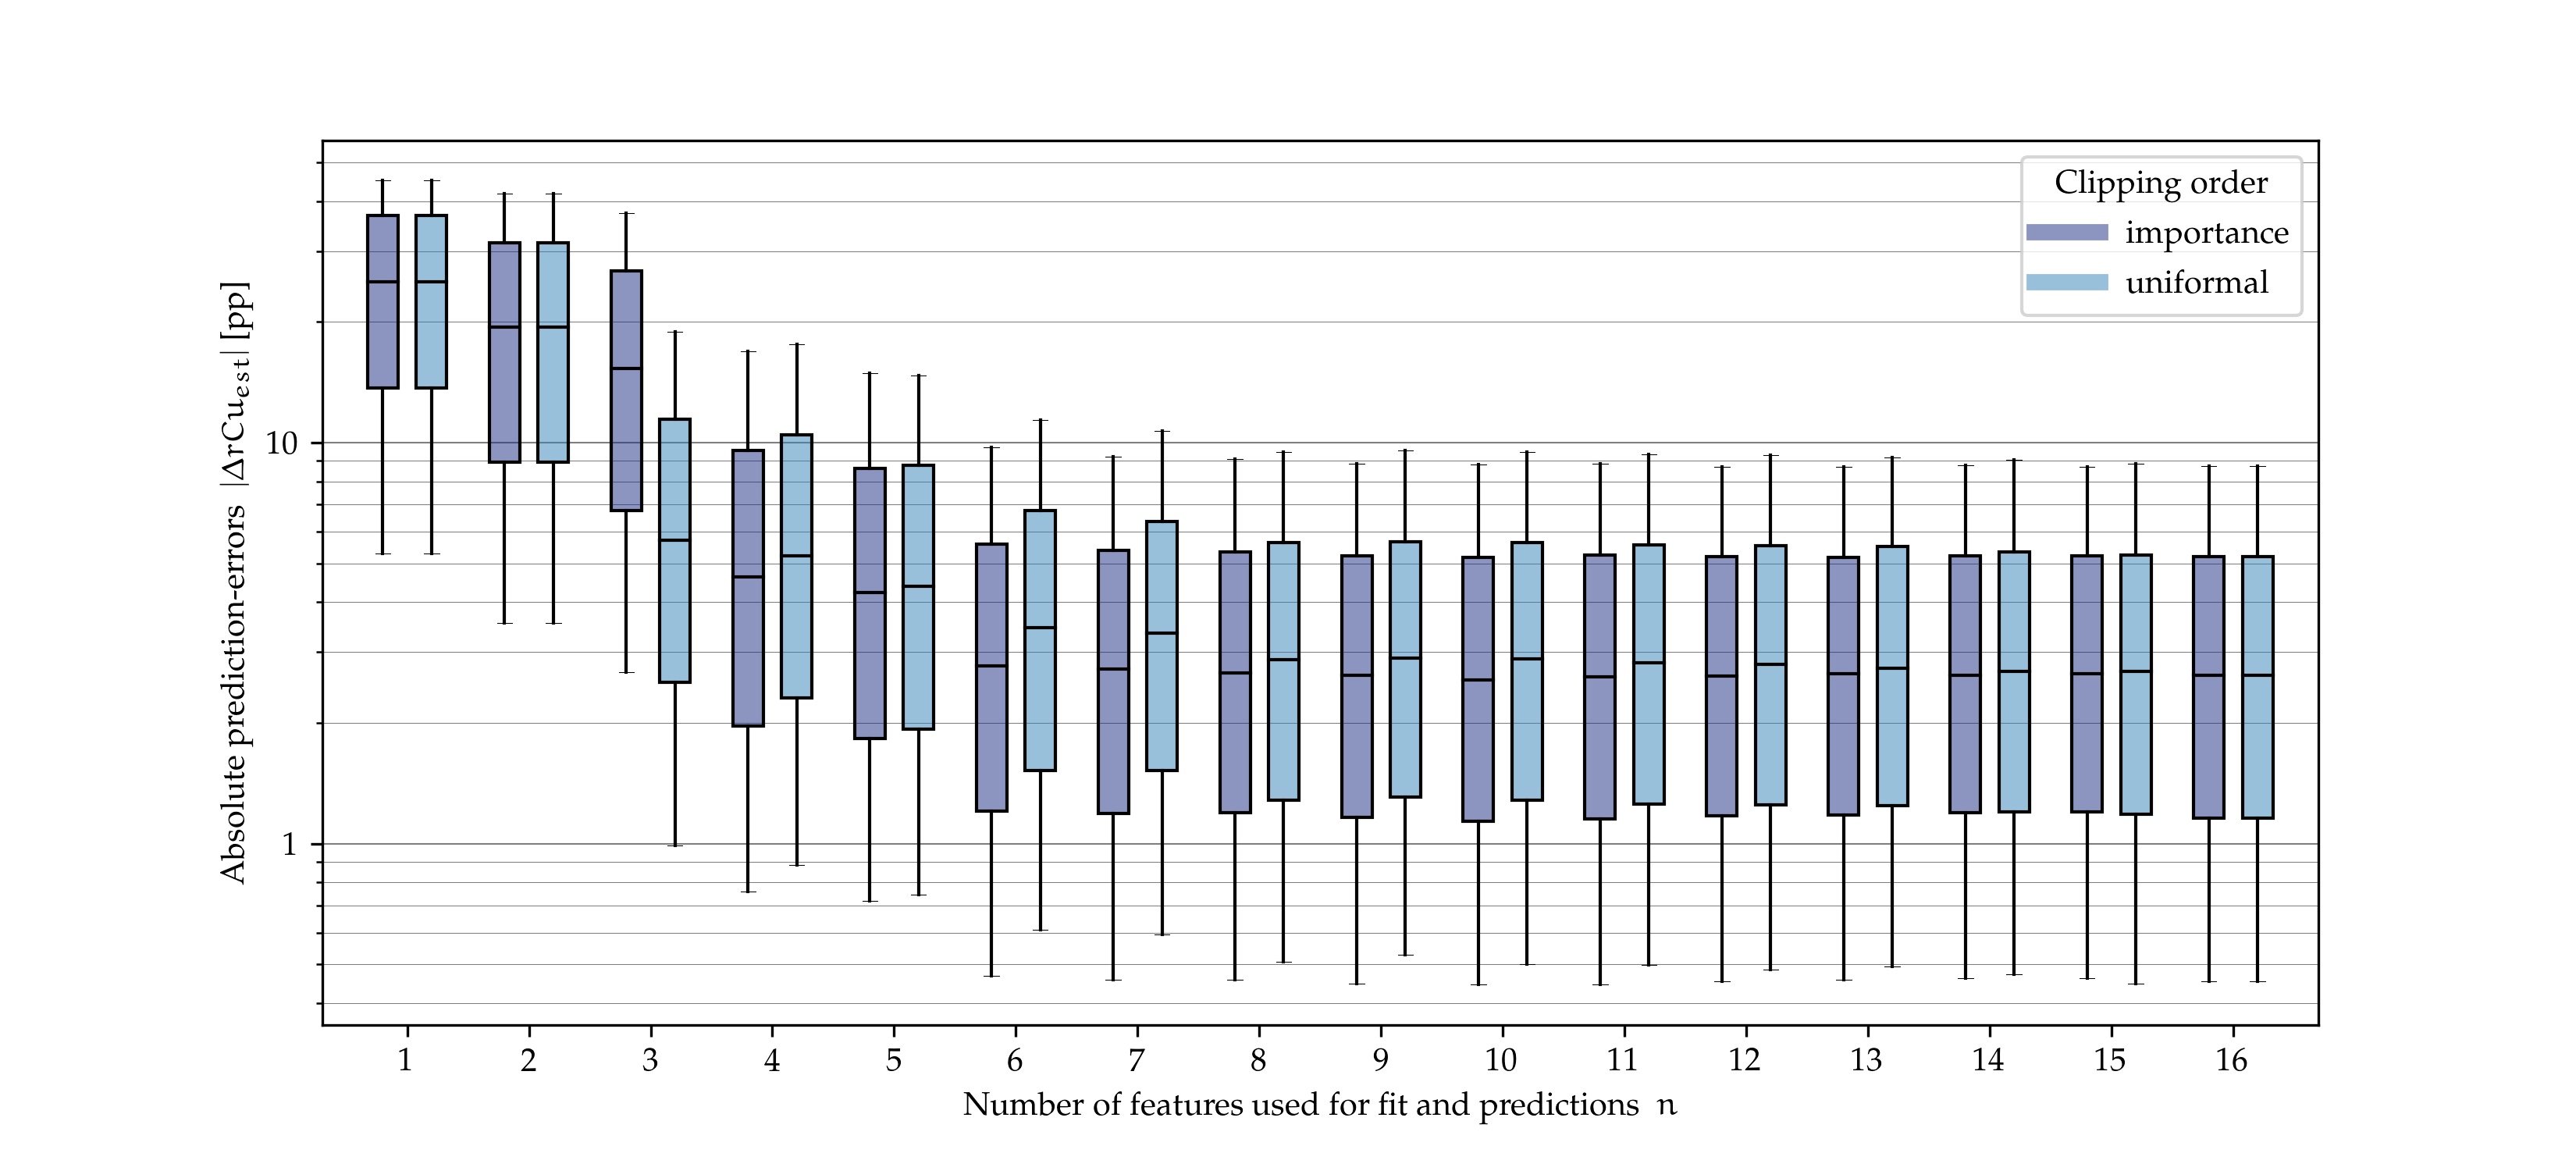 Clipping order
importance
uniformal
Absolute prediction-errors |ΔrCu_est| [pp]
10
1
1 2 3 4 5 6 7 8 9 10 11 12 13 14 15 16
Number of features used for fit and predictions n